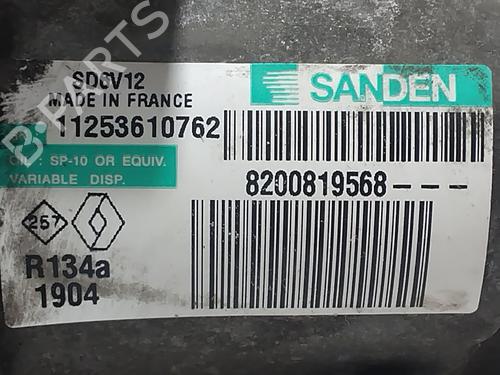 SD6V12
SANDEN
MADE IN FRANCE
11253610762
OIL : SP-10 OR EQUIV.
VARIABLE DISP.
8200819568---
257
R134a
1904
B-PARTS